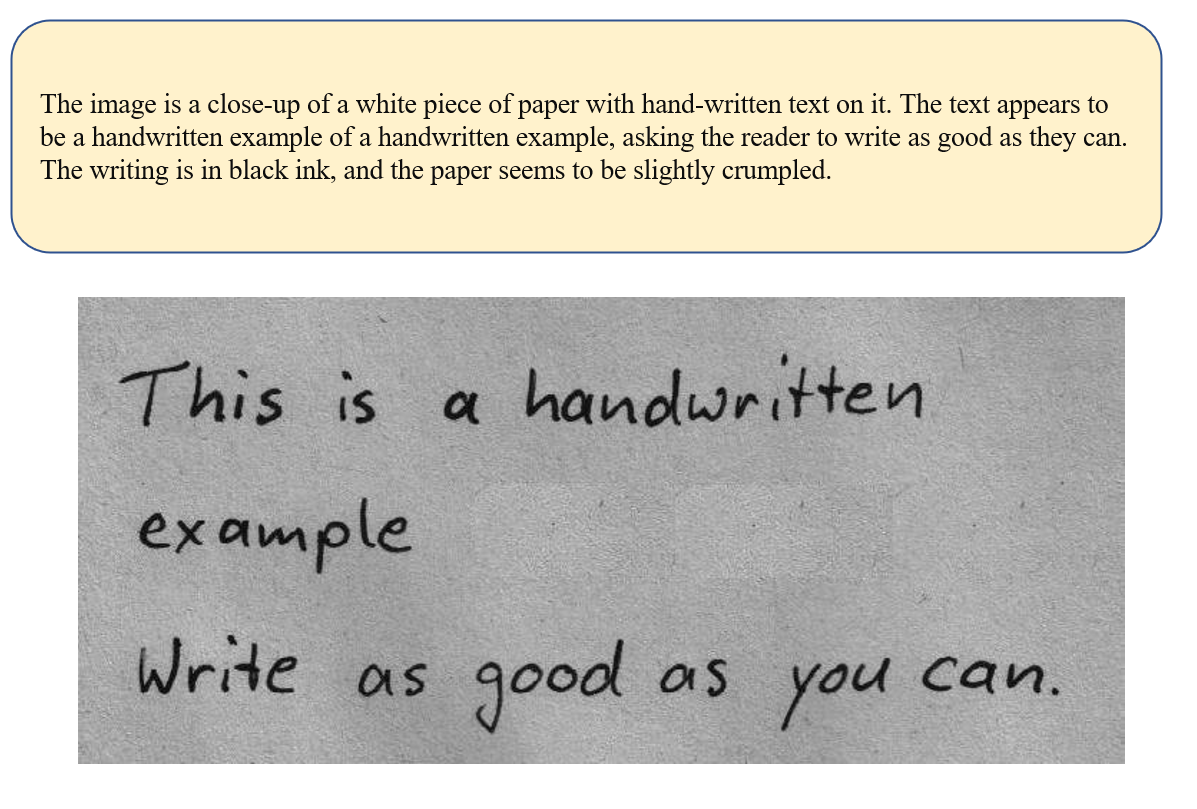 The image is a close-up of a white piece of paper with hand-written text on it. The text appears to
be a handwritten example of a handwritten example, asking the reader to write as good as they can.
The writing is in black ink, and the paper seems to be slightly crumpled.
This is a handwritten
example
Write as good as you can.